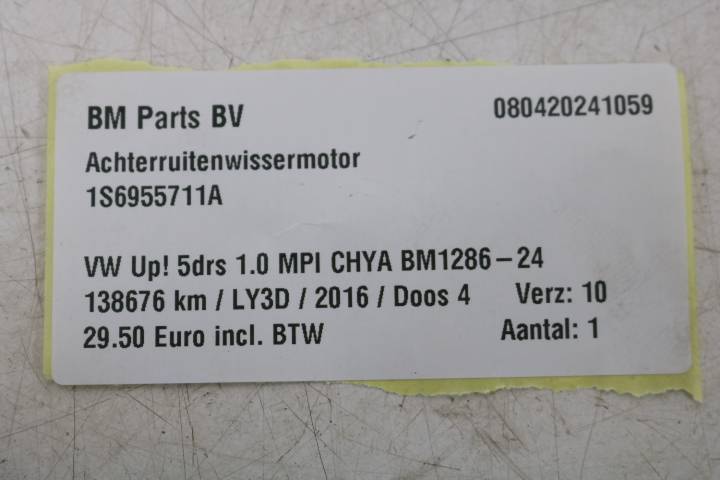 BM Parts BV 080420241059
Achterruitenwissermotor
1S6955711A
VW Up! 5drs 1.0 MPI CHYA BM1286-24
138676 km / LY3D / 2016 / Doos 4 Verz: 10
29.50 Euro incl. BTW Aantal: 1